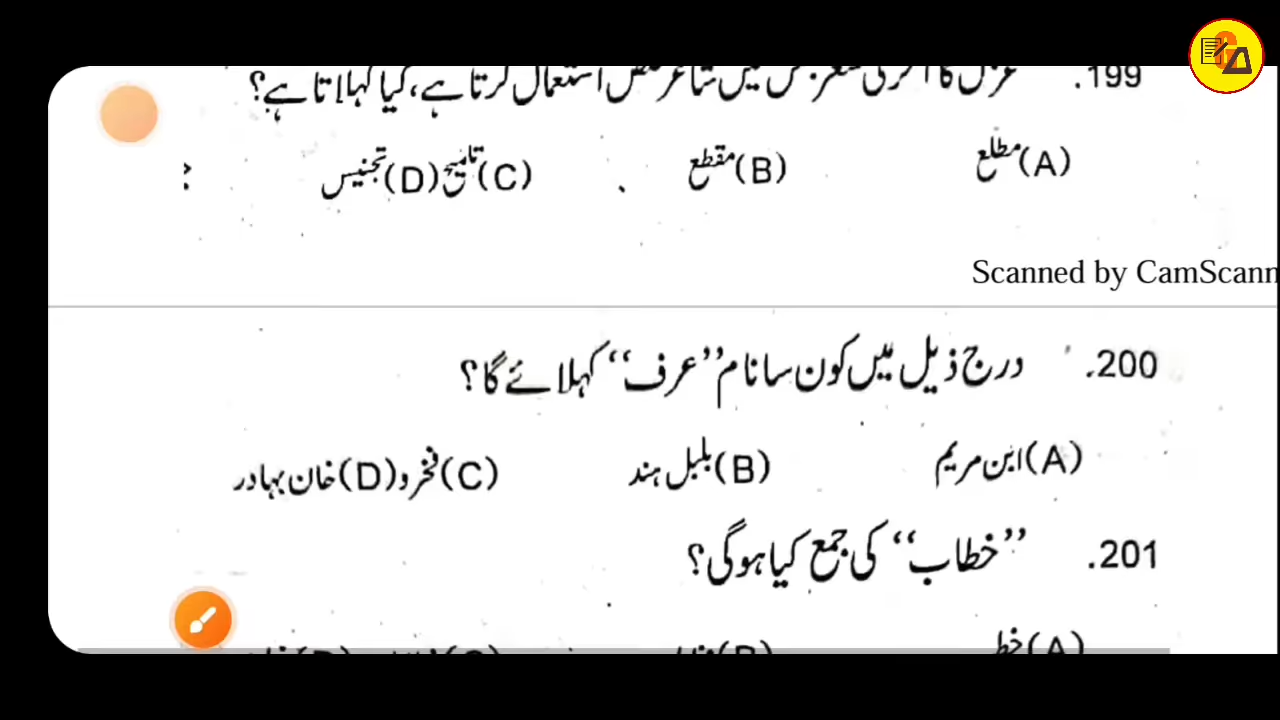 199. غزل کا آخری شعر جس میں شاعر تخلص استعمال کرتا ہے، کیا کہلاتا ہے؟
(A) مطلع (B) مقطع (C) تلمیح (D) تجنیس
Scanned by CamScann
200. درج ذیل میں کون سا نام ”عرف“ کہلائے گا؟
(A) ابن مریم (B) بلبل ہند (C) فخرو (D) خان بہادر
201. ”خطاب“ کی جمع کیا ہو گی؟
(A) (B) (C) (D)